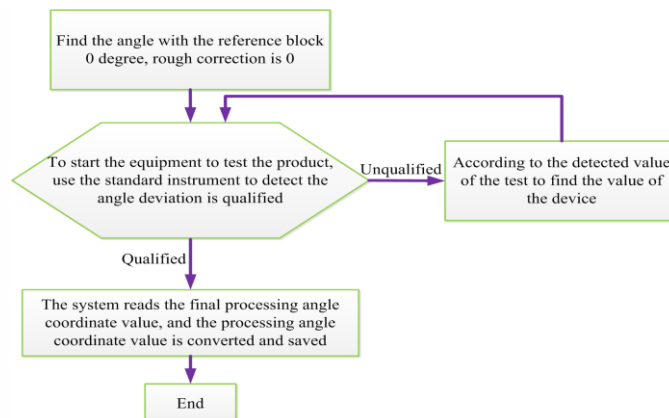 Find the angle with the reference block
0 degree, rough correction is 0
To start the equipment to test the product,
use the standard instrument to detect the
angle deviation is qualified
Unqualified
According to the detected value
of the test to find the value of
the device
Qualified
The system reads the final processing angle
coordinate value, and the processing angle
coordinate value is converted and saved
End